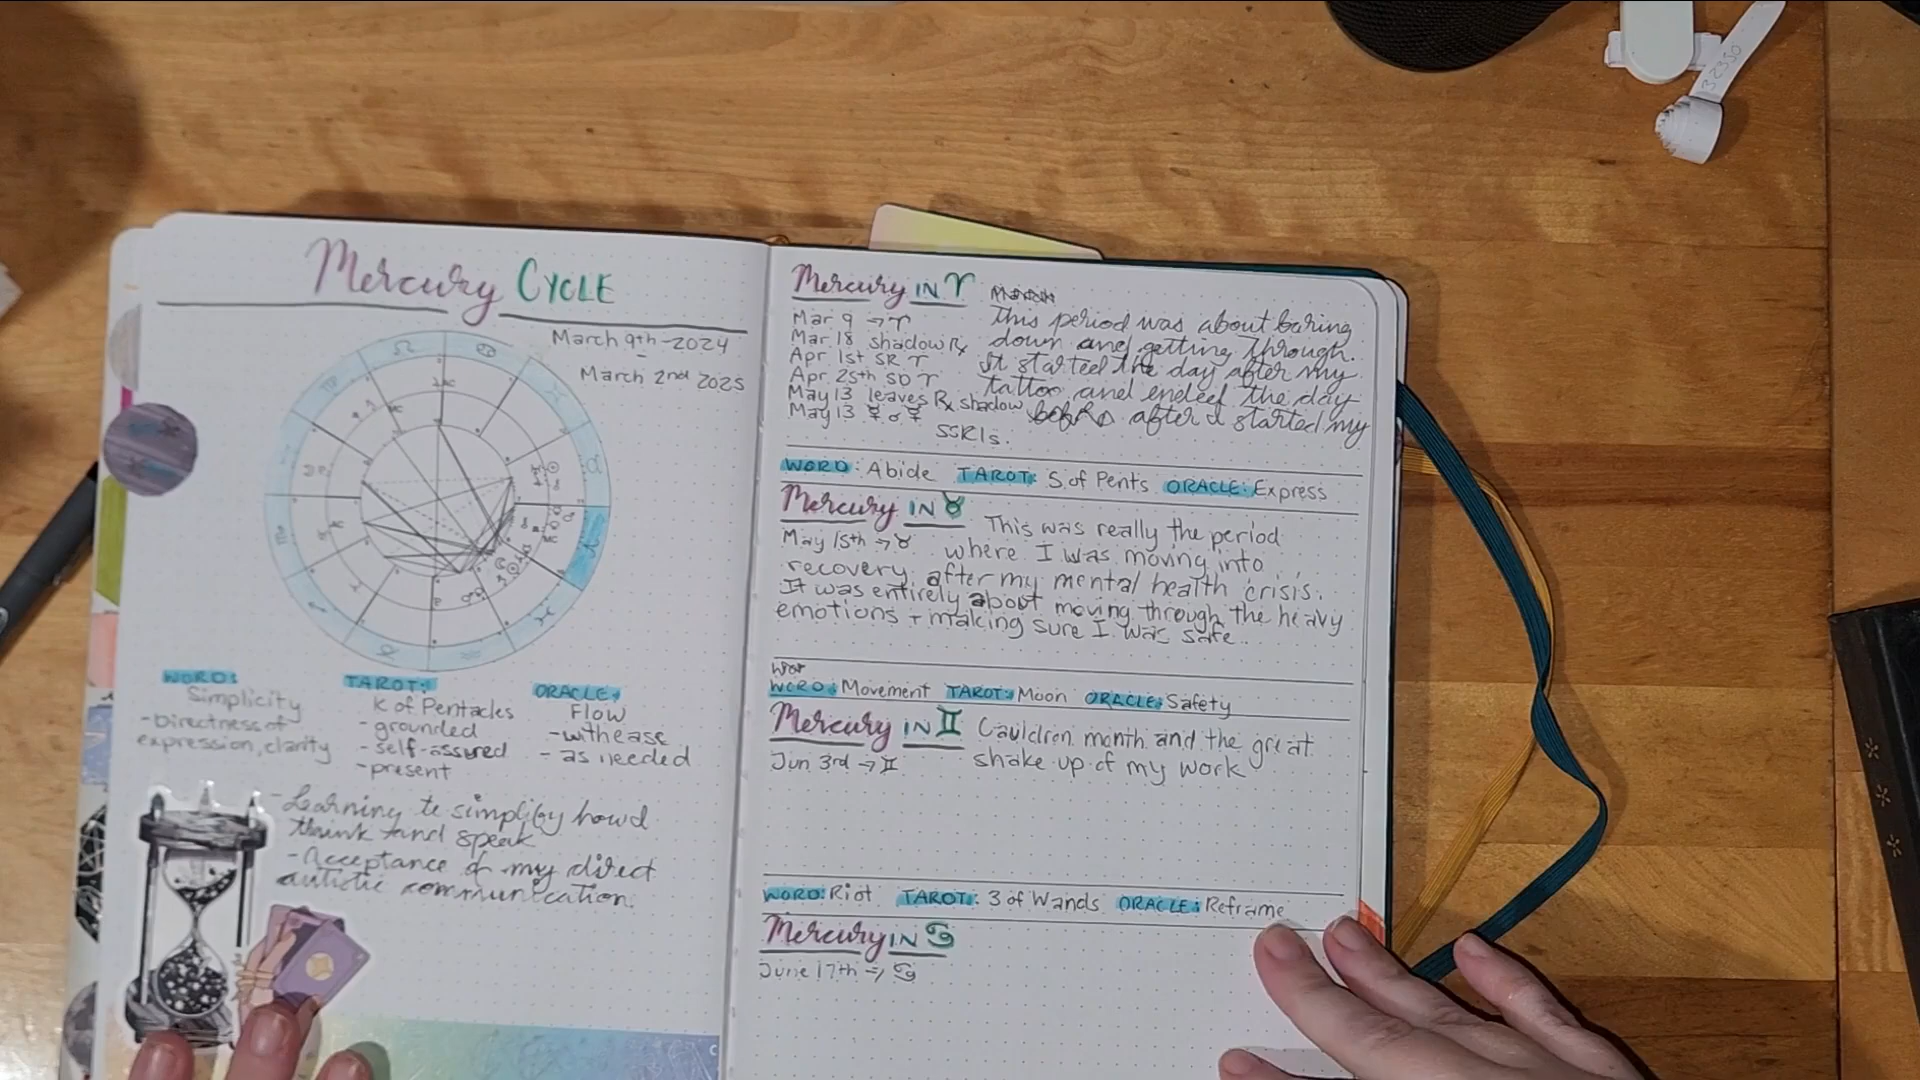 Mercury CYCLE
March 9th - 2024
March 2nd 2025
WORD:
Simplicity
- Directness of
expression, clarity
TAROT:
K of Pentacles
- grounded
- self-assured
- present
ORACLE:
Flow
- with ease
- as needed
- Learning to simplify how I
think and speak
- Acceptance of my direct
autistic communication.
Mercury IN ♈
Mar 9 → ♈
Mar 18 shadow Rx
Apr 1st SR ♈
Apr 25th SD ♈
May 13 leaves Rx shadow
May 13 ☿ ☌ ☿
This period was about baring
down and getting through.
It started the day after my
tattoo and ended the day
after I started my
SSRIs.
WORD: Abide TAROT: 5 of Pents ORACLE: Express
Mercury IN ♉
May 15th → ♉
This was really the period
where I was moving into
recovery after my mental health crisis.
It was entirely about moving through the heavy
emotions + making sure I was safe.
Wor
WORD: Movement TAROT: Moon ORACLE: Safety
Mercury IN ♊
Jun 3rd → ♊
Cauldron month and the great
shake up of my work
WORD: Riot TAROT: 3 of Wands ORACLE: Reframe
Mercury IN ♋
June 17th → ♋
32350